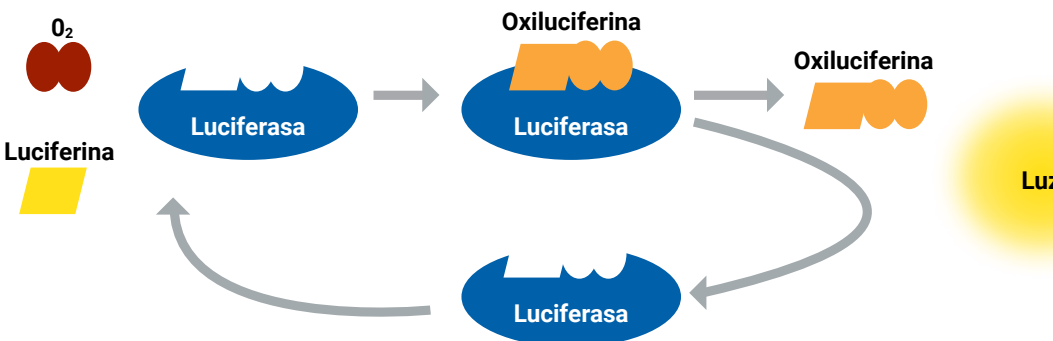 O₂
Luciferina
Luciferasa
Oxiluciferina
Luciferasa
Oxiluciferina
Luz
Luciferasa